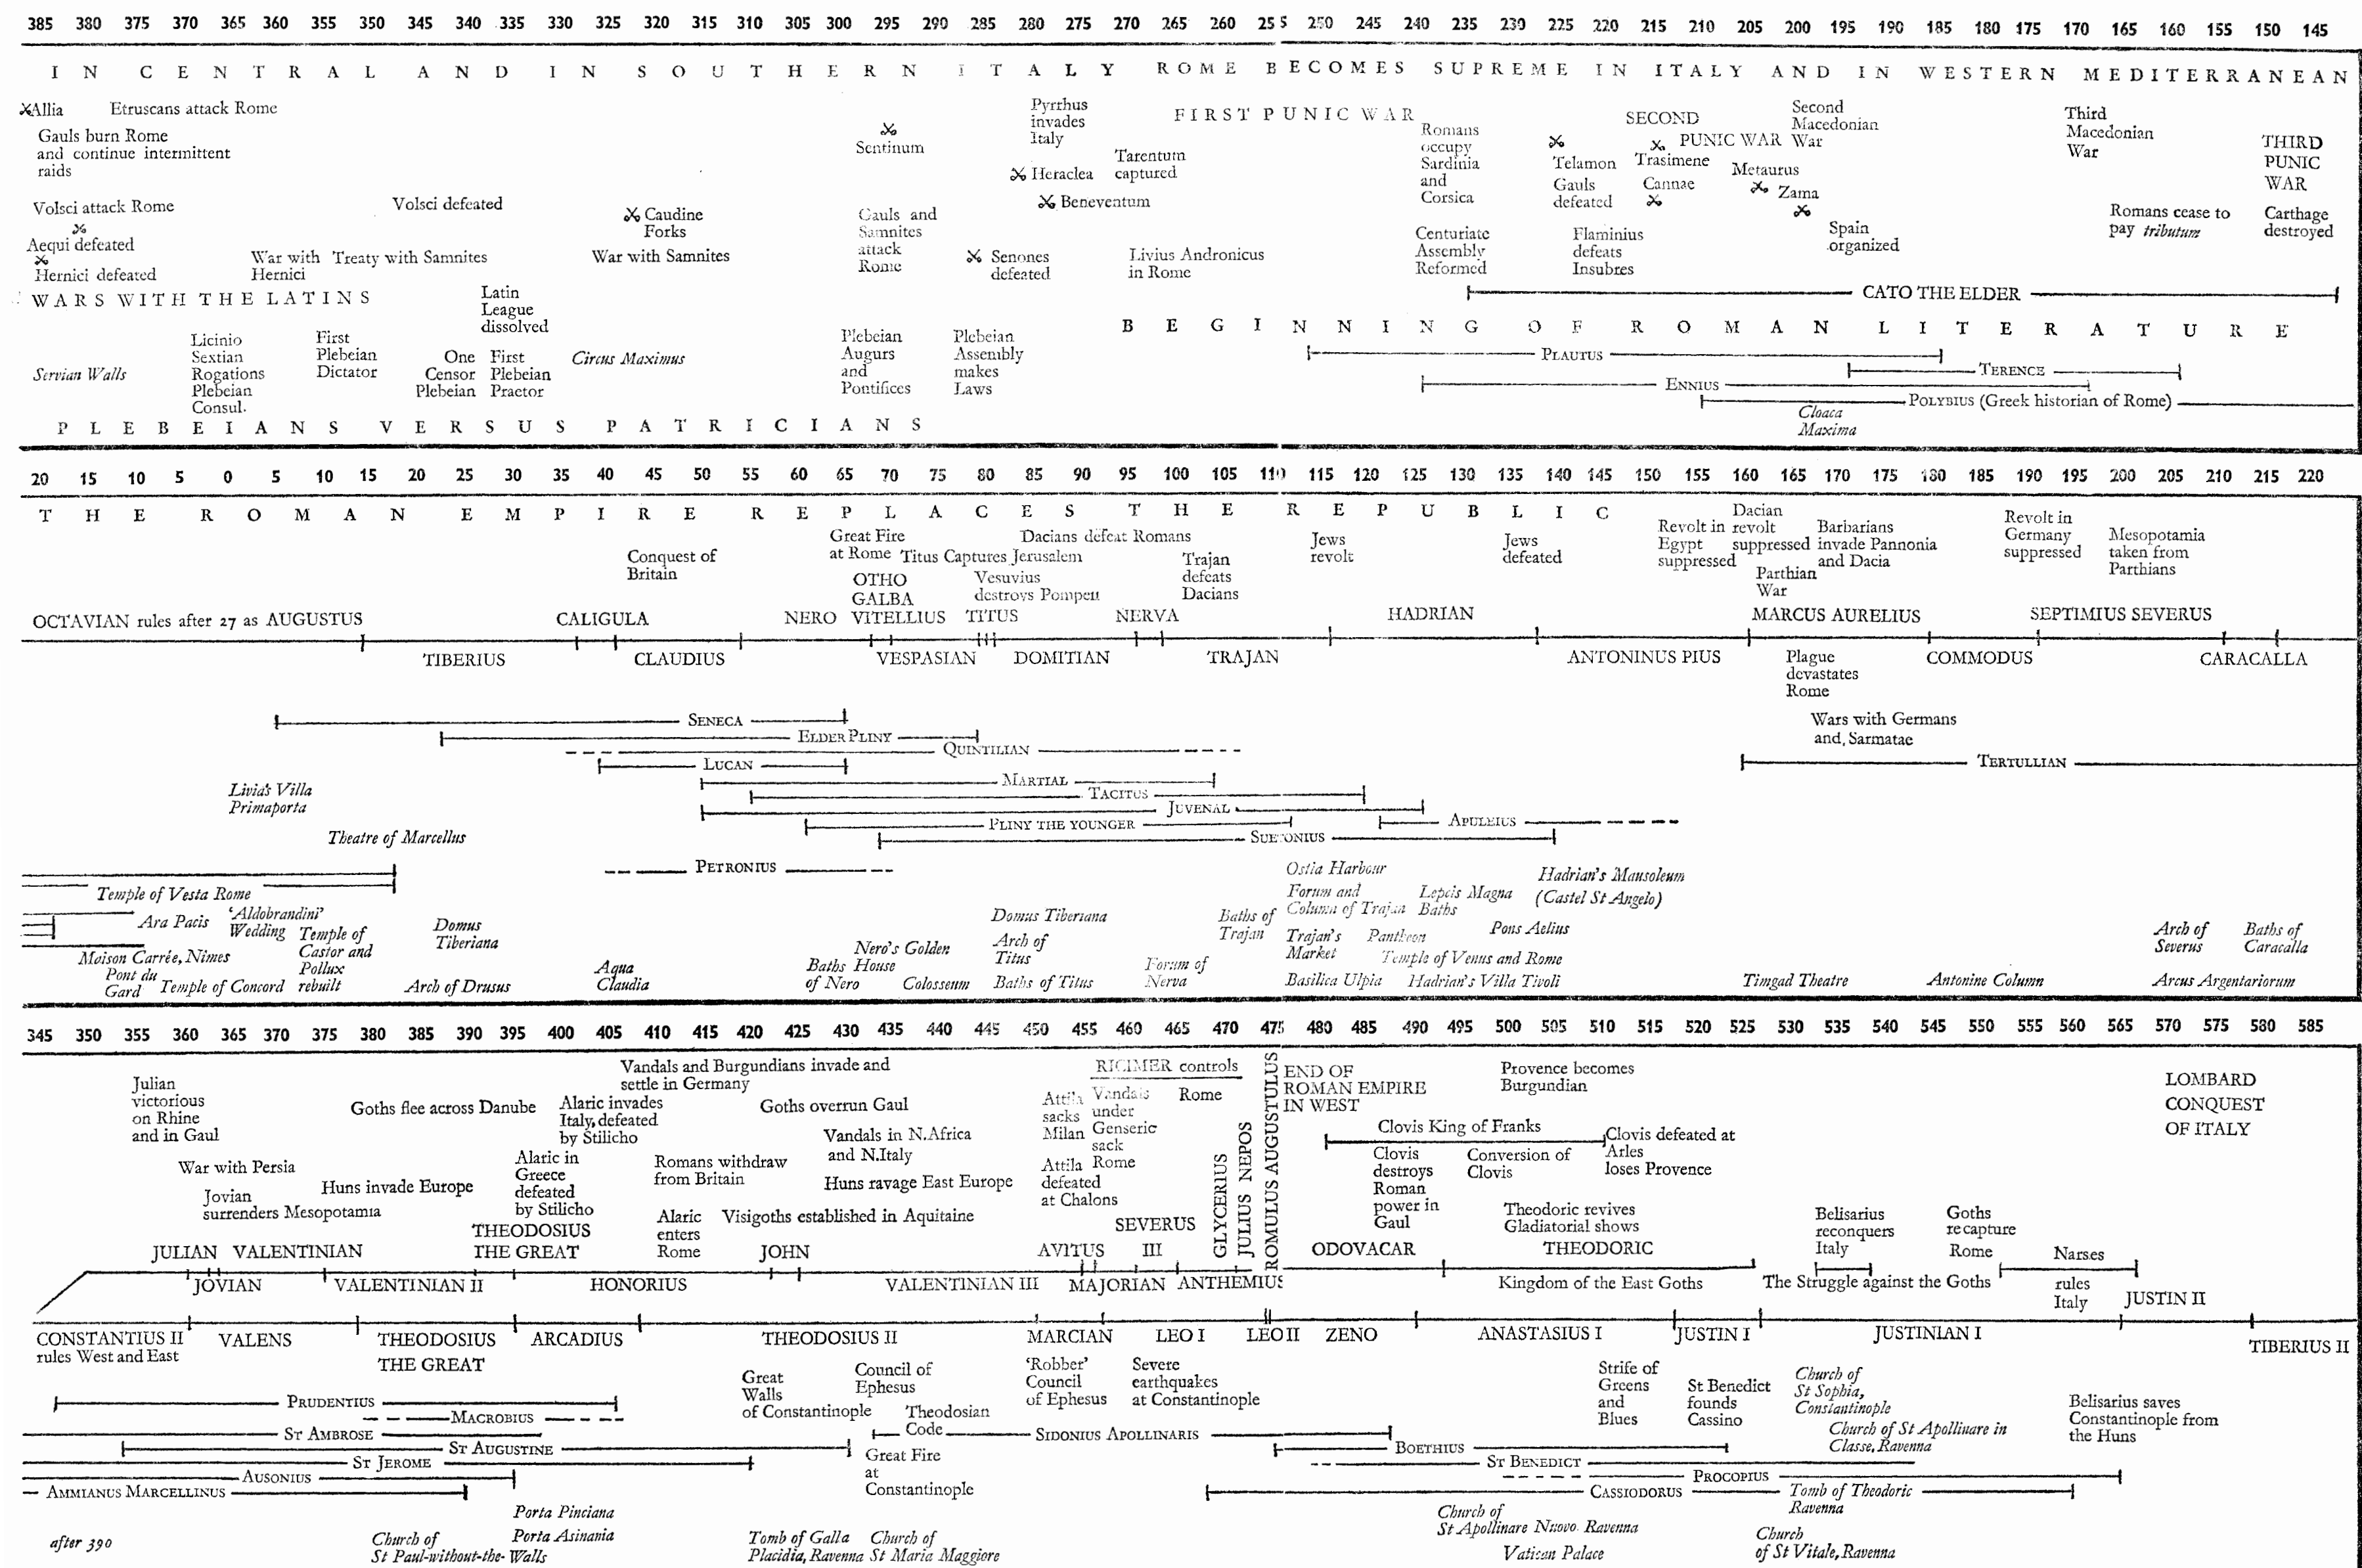 385 380 375 370 365 360 355 350 345 340 335 330 325 320 315 310 305 300 295 290 285 280 275 270 265 260 255 250 245 240 235 230 225 220 215 210 205 200 195 190 185 180 175 170 165 160 155 150 145
IN CENTRAL AND IN SOUTHERN ITALY ROME BECOMES SUPREME IN ITALY AND IN WESTERN MEDITERRANEAN
Allia
Etruscans attack Rome
Gauls burn Rome
and continue intermittent
raids
Volsci attack Rome
Aequi defeated
Hernici defeated
War with
Hernici
Treaty with Samnites
Volsci defeated
Caudine
Forks
War with Samnites
Sentinum
Gauls and
Samnites
attack
Rome
Pyrrhus
invades
Italy
Heraclea
Beneventum
Senones
defeated
Tarentum
captured
Livius Andronicus
in Rome
FIRST PUNIC WAR
Romans
occupy
Sardinia
and
Corsica
Centuriate
Assembly
Reformed
Telamon
Gauls
defeated
Flaminius
defeats
Insubres
SECOND
PUNIC WAR
Trasimene
Cannae
Metaurus
Zama
Second
Macedonian
War
Spain
organized
Third
Macedonian
War
Romans cease to
pay tributum
THIRD
PUNIC
WAR
Carthage
destroyed
WARS WITH THE LATINS
Latin
League
dissolved
CATO THE ELDER
BEGINNING OF ROMAN LITERATURE
Servian Walls
Licinio
Sextian
Rogations
Plebeian
Consul.
First
Plebeian
Dictator
One
Censor
Plebeian
First
Plebeian
Praetor
Circus Maximus
Plebeian
Augurs
and
Pontifices
Plebeian
Assembly
makes
Laws
PLAUTUS
TERENCE
ENNIUS
POLYBIUS (Greek historian of Rome)
Cloaca
Maxima
PLEBEIANS VERSUS PATRICIANS
20 15 10 5 0 5 10 15 20 25 30 35 40 45 50 55 60 65 70 75 80 85 90 95 100 105 110 115 120 125 130 135 140 145 150 155 160 165 170 175 180 185 190 195 200 205 210 215 220
THE ROMAN EMPIRE REPLACES THE REPUBLIC
Conquest of
Britain
Great Fire
at Rome
Titus Captures Jerusalem
Dacians defeat Romans
Vesuvius
destroys Pompeii
Trajan
defeats
Dacians
Jews
revolt
Jews
defeated
Revolt in
Egypt
suppressed
Dacian
revolt
suppressed
Parthian
War
Barbarians
invade Pannonia
and Dacia
Revolt in
Germany
suppressed
Mesopotamia
taken from
Parthians
OTHO
GALBA
OCTAVIAN rules after 27 as AUGUSTUS
CALIGULA
NERO
VITELLIUS
TITUS
NERVA
HADRIAN
MARCUS AURELIUS
SEPTIMIUS SEVERUS
TIBERIUS
CLAUDIUS
VESPASIAN
DOMITIAN
TRAJAN
ANTONINUS PIUS
COMMODUS
CARACALLA
Plague
devastates
Rome
Wars with Germans
and, Sarmatae
SENECA
ELDER PLINY
QUINTILIAN
LUCAN
TERTULLIAN
MARTIAL
TACITUS
JUVENAL
PLINY THE YOUNGER
APULEIUS
SUETONIUS
PETRONIUS
Livia's Villa
Primaporta
Theatre of Marcellus
Temple of Vesta Rome
Ara Pacis
'Aldobrandini'
Wedding
Temple of
Castor and
Pollux
rebuilt
Maison Carrée, Nimes
Pont du
Gard
Temple of Concord
Domus
Tiberiana
Arch of Drusus
Aqua
Claudia
Baths
of Nero
Nero's Golden
House
Colosseum
Domus Tiberiana
Arch of
Titus
Baths of Titus
Forum of
Nerva
Baths of
Trajan
Ostia Harbour
Forum and
Column of Trajan
Trajan's
Market
Basilica Ulpia
Lepcis Magna
Baths
Pantheon
Temple of Venus and Rome
Hadrian's Villa Tivoli
Pons Aelius
Hadrian's Mausoleum
(Castel St Angelo)
Timgad Theatre
Antonine Column
Arch of
Severus
Baths of
Caracalla
Arcus Argentariorum
345 350 355 360 365 370 375 380 385 390 395 400 405 410 415 420 425 430 435 440 445 450 455 460 465 470 475 480 485 490 495 500 505 510 515 520 525 530 535 540 545 550 555 560 565 570 575 580 585
Julian
victorious
on Rhine
and in Gaul
War with Persia
Jovian
surrenders Mesopotamia
Goths flee across Danube
Huns invade Europe
Vandals and Burgundians invade and
settle in Germany
Alaric invades
Italy, defeated
by Stilicho
Alaric in
Greece
defeated
by Stilicho
Romans withdraw
from Britain
Alaric
enters
Rome
Goths overrun Gaul
Vandals in N.Africa
and N.Italy
Huns ravage East Europe
Visigoths established in Aquitaine
RICIMER controls
Rome
Attila
sacks
Milan
Vandals
under
Genseric
sack
Rome
Attila
defeated
at Chalons
END OF
ROMAN EMPIRE
IN WEST
Clovis King of Franks
Clovis
destroys
Roman
power in
Gaul
Conversion of
Clovis
Provence becomes
Burgundian
Clovis defeated at
Arles
loses Provence
Theodoric revives
Gladiatorial shows
Belisarius
reconquers
Italy
Goths
recapture
Rome
Narses
rules
Italy
LOMBARD
CONQUEST
OF ITALY
JULIAN
VALENTINIAN
THEODOSIUS
THE GREAT
JOHN
AVITUS
SEVERUS
III
GLYCERIUS
JULIUS NEPOS
ROMULUS AUGUSTULUS
ODOVACAR
THEODORIC
JOVIAN
VALENTINIAN II
HONORIUS
VALENTINIAN III
MAJORIAN
ANTHEMIUS
Kingdom of the East Goths
The Struggle against the Goths
JUSTIN II
CONSTANTIUS II
rules West and East
VALENS
THEODOSIUS
THE GREAT
ARCADIUS
THEODOSIUS II
MARCIAN
LEO I
LEO II
ZENO
ANASTASIUS I
JUSTIN I
JUSTINIAN I
TIBERIUS II
Great
Walls
of Constantinople
Council of
Ephesus
Theodosian
Code
'Robber'
Council
of Ephesus
Severe
earthquakes
at Constantinople
Strife of
Greens
and
Blues
St Benedict
founds
Cassino
Church of
St Sophia,
Constantinople
Church of St Apollinare in
Classe, Ravenna
Belisarius saves
Constantinople from
the Huns
PRUDENTIUS
MACROBIUS
ST AMBROSE
SIDONIUS APOLLINARIS
ST AUGUSTINE
BOETHIUS
Great Fire
at
Constantinople
ST JEROME
ST BENEDICT
AUSONIUS
PROCOPIUS
AMMIANUS MARCELLINUS
CASSIODORUS
Tomb of Theodoric
Ravenna
after 390
Church of
St Paul-without-the-Walls
Porta Pinciana
Porta Asinania
Tomb of Galla
Placidia, Ravenna
Church of
St Maria Maggiore
Church of
St Apollinare Nuovo Ravenna
Vatican Palace
Church
of St Vitale, Ravenna